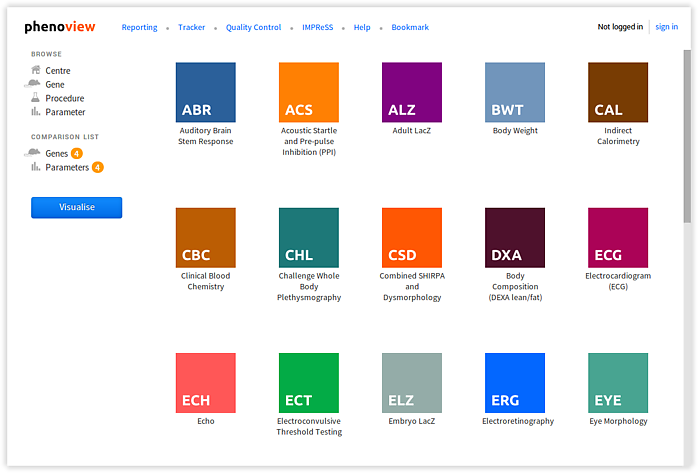 phenoview
Reporting
Tracker
Quality Control
IMPReSS
Help
Bookmark
Not logged in
sign in
BROWSE
Centre
Gene
Procedure
Parameter
COMPARISON LIST
Genes 4
Parameters 4
Visualise
ABR
Auditory Brain
Stem Response
ACS
Acoustic Startle
and Pre-pulse
Inhibition (PPI)
ALZ
Adult LacZ
BWT
Body Weight
CAL
Indirect
Calorimetry
CBC
Clinical Blood
Chemistry
CHL
Challenge Whole
Body
Plethysmography
CSD
Combined SHIRPA
and
Dysmorphology
DXA
Body
Composition
(DEXA lean/fat)
ECG
Electrocardiogram
(ECG)
ECH
Echo
ECT
Electroconvulsive
Threshold Testing
ELZ
Embryo LacZ
ERG
Electroretinography
EYE
Eye Morphology